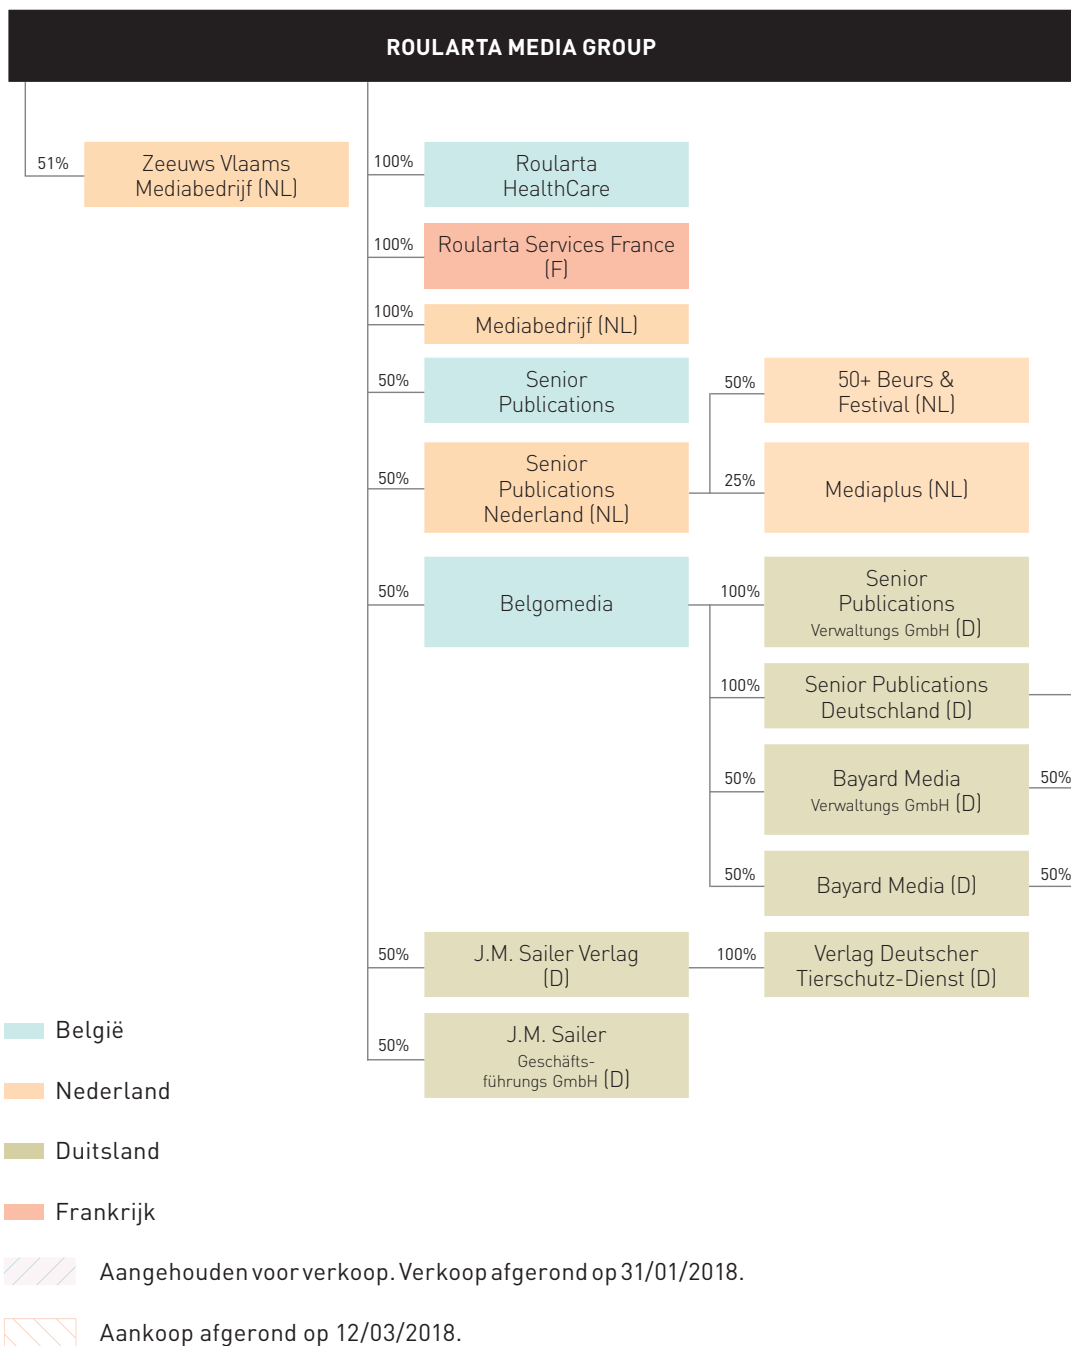 ROULARTA MEDIA GROUP
51%
Zeeuws Vlaams
Mediabedrijf (NL)
100%
Roularta
HealthCare
100%
Roularta Services France
(F)
100%
Mediabedrijf (NL)
50%
Senior
Publications
50%
50+ Beurs &
Festival (NL)
50%
Senior
Publications
Nederland (NL)
25%
Mediaplus (NL)
50%
Belgomedia
100%
Senior
Publications
Verwaltungs GmbH (D)
100%
Senior Publications
Deutschland (D)
50%
Bayard Media
Verwaltungs GmbH (D)
50%
50%
Bayard Media (D)
50%
50%
J.M. Sailer Verlag
(D)
100%
Verlag Deutscher
Tierschutz-Dienst (D)
50%
J.M. Sailer
Geschäfts-
führungs GmbH (D)
België
Nederland
Duitsland
Frankrijk
Aangehouden voor verkoop. Verkoop afgerond op 31/01/2018.
Aankoop afgerond op 12/03/2018.